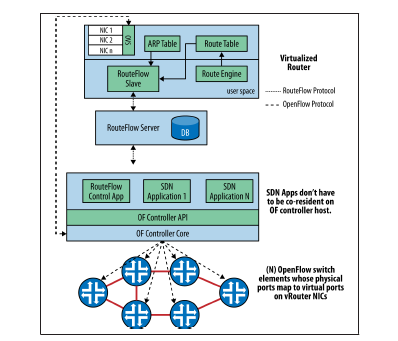 NIC 1
NIC 2
NIC n
OVS
ARP Table
Route Table
RouteFlow
Slave
Route Engine
user space
Virtualized
Router
RouteFlow Protocol
OpenFlow Protocol
RouteFlow Server
DB
RouteFlow
Control App
SDN
Application 1
SDN
Application N
OF Controller API
OF Controller Core
SDN Apps don't have
to be co-resident on
OF controller host.
(N) OpenFlow switch
elements whose physical
ports map to virtual ports
on vRouter NICs